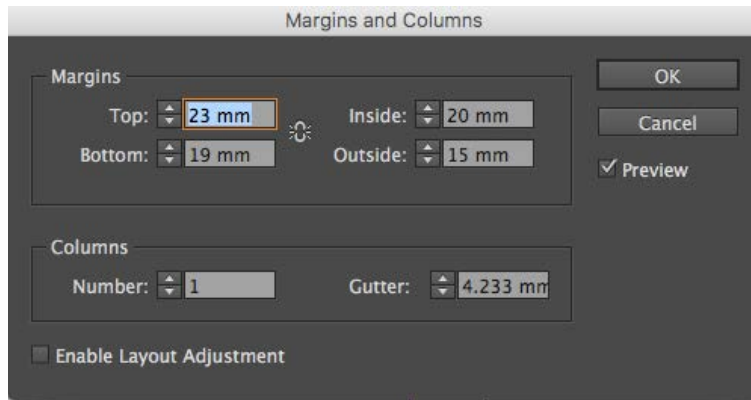 Margins and Columns
Margins
Top: 23 mm
Inside: 20 mm
Bottom: 19 mm
Outside: 15 mm
OK
Cancel
Preview
Columns
Number: 1
Gutter: 4.233 mm
Enable Layout Adjustment